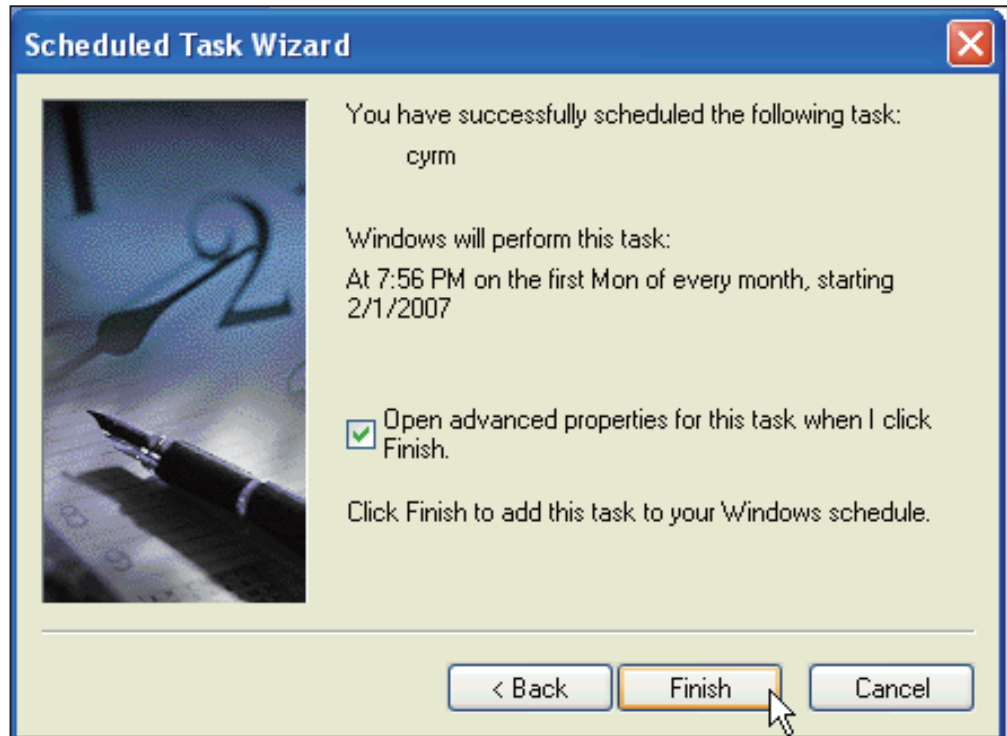 Scheduled Task Wizard
You have successfully scheduled the following task:
cyrm
Windows will perform this task:
At 7:56 PM on the first Mon of every month, starting
2/1/2007
Open advanced properties for this task when I click
Finish.
Click Finish to add this task to your Windows schedule.
< Back
Finish
Cancel